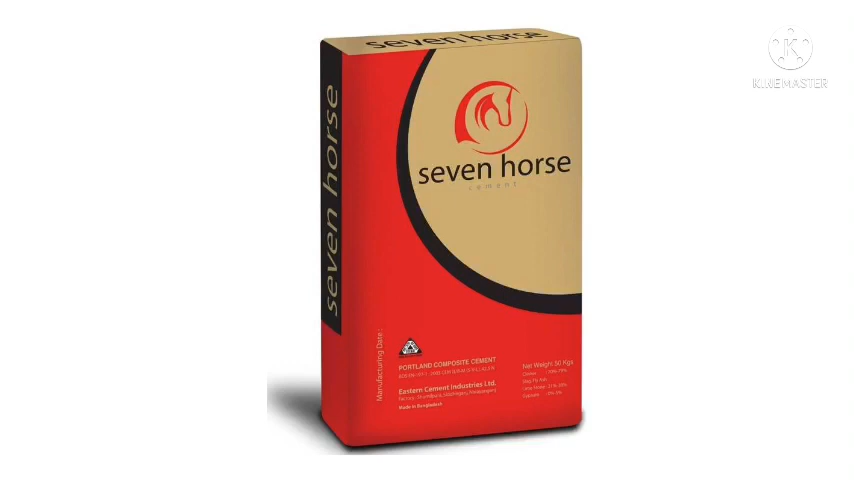 seven horse
KINEMASTER
seven horse
seven horse
cement
Manufacturing Date :
PORTLAND COMPOSITE CEMENT
Eastern Cement Industries Ltd.
Made in Bangladesh
Net Weight 50 Kgs